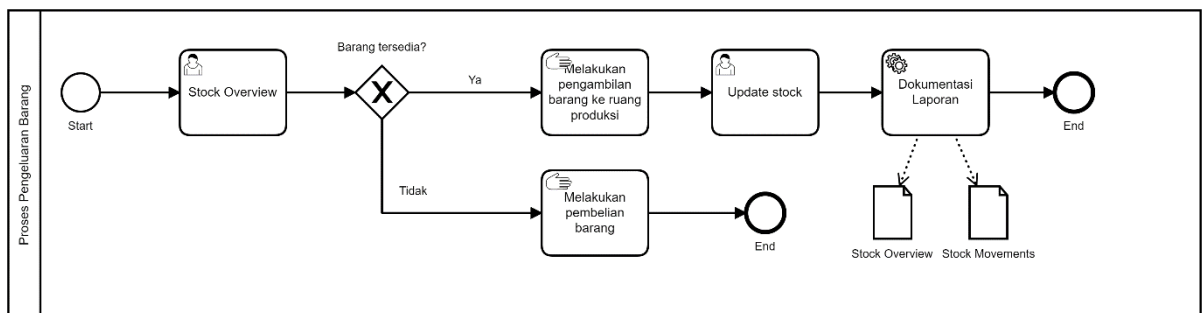 Proses Pengeluaran Barang
Start
Stock Overview
Barang tersedia?
Ya
Melakukan
pengambilan
barang ke ruang
produksi
Update stock
Dokumentasi
Laporan
End
Tidak
Melakukan
pembelian
barang
End
Stock Overview
Stock Movements